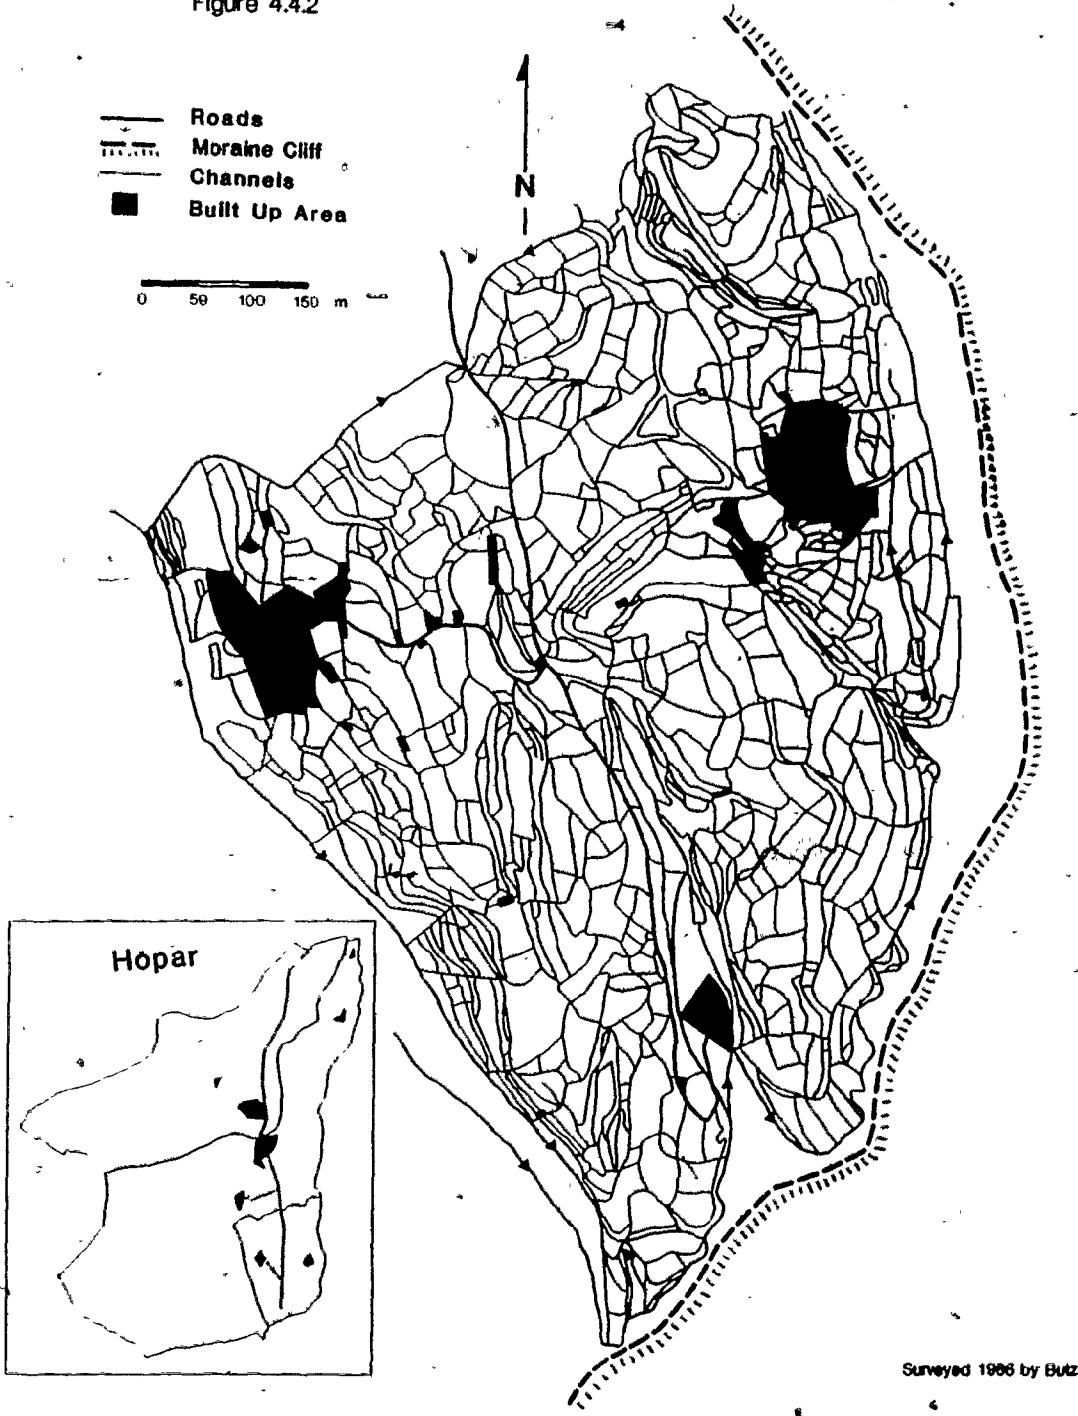 Figure 4.4.2
Roads
Moraine Cliff
Channels
Built Up Area
N
0 50 100 150 m
Hopar
Surveyed 1986 by Butz